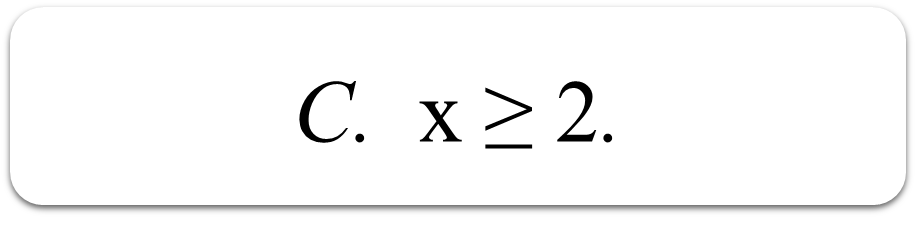 C. x ≥ 2.